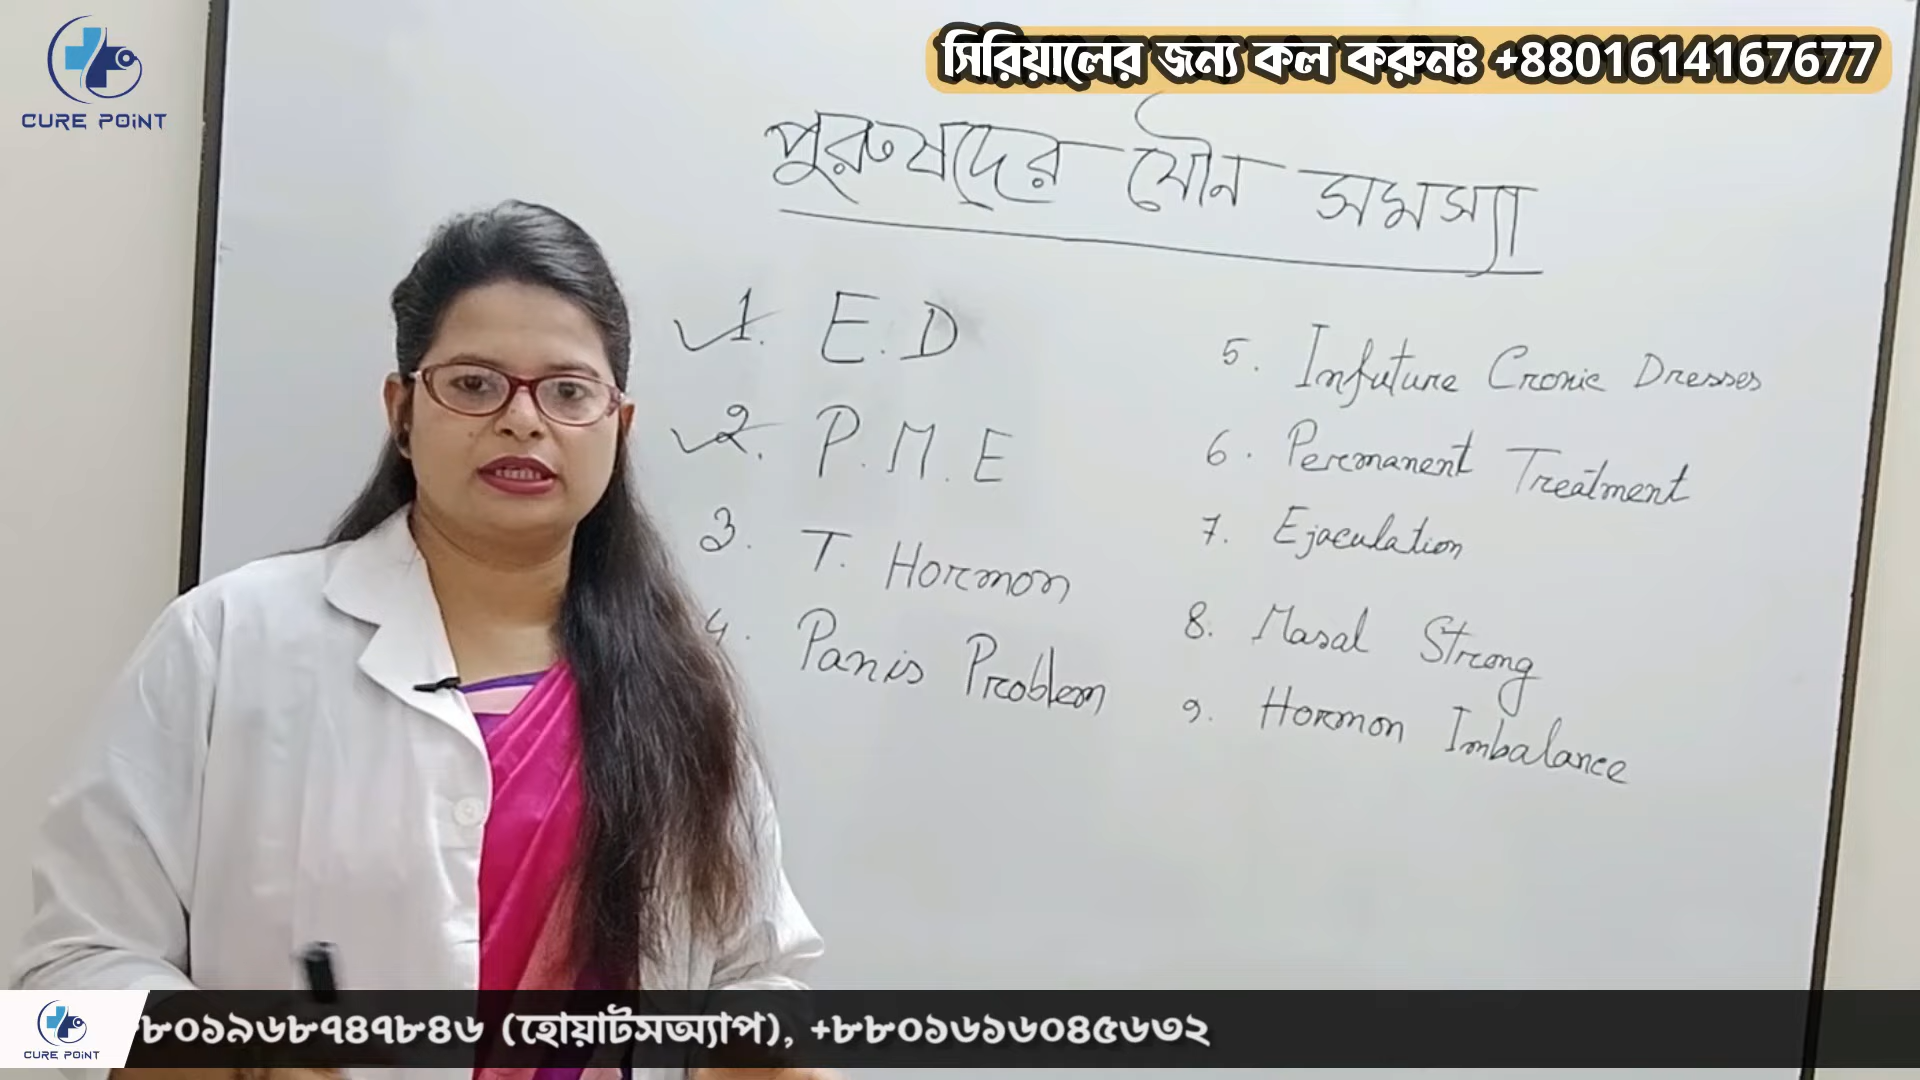 CURE POiNT
সিরিয়ালের জন্য কল করুনঃ +8801614167677
পুরুষদের যৌন সমস্যা
1. E.D
2. P.M.E
3. T. Hormon
4. Panis Problem
5. Infuture Cronic Dresses
6. Permanent Treatment
7. Ejaculation
8. Masal Strong
9. Hormon Imbalance
CURE POiNT
৮০১৯৬৮৭৪৭৮৪৬ (হোয়াটসঅ্যাপ), +৮৮০১৬১৬০৪৫৬৩২